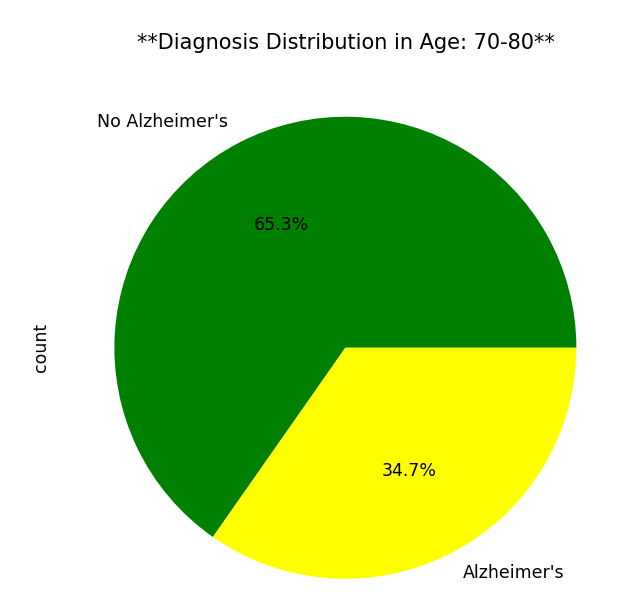 **Diagnosis Distribution in Age: 70-80**
No Alzheimer's
65.3%
count
34.7%
Alzheimer's